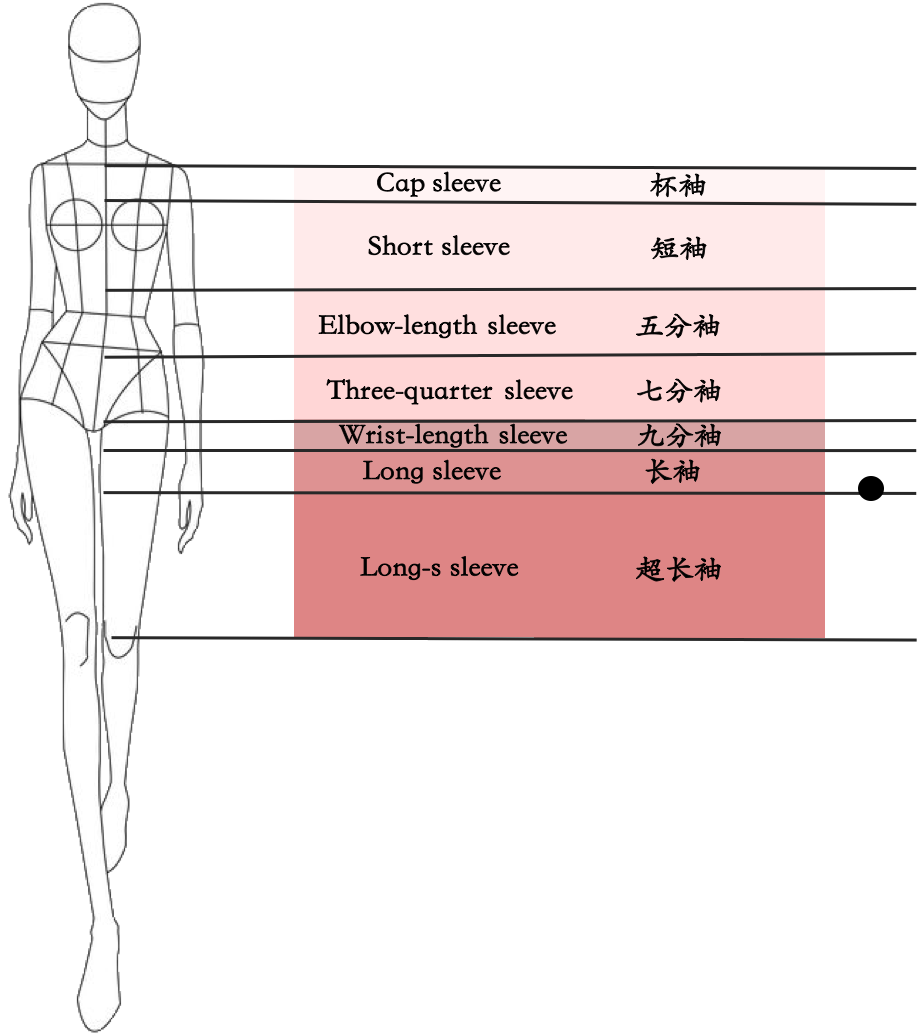 Cap sleeve 杯袖
Short sleeve 短袖
Elbow-length sleeve 五分袖
Three-quarter sleeve 七分袖
Wrist-length sleeve 九分袖
Long sleeve 长袖
Long-s sleeve 超长袖